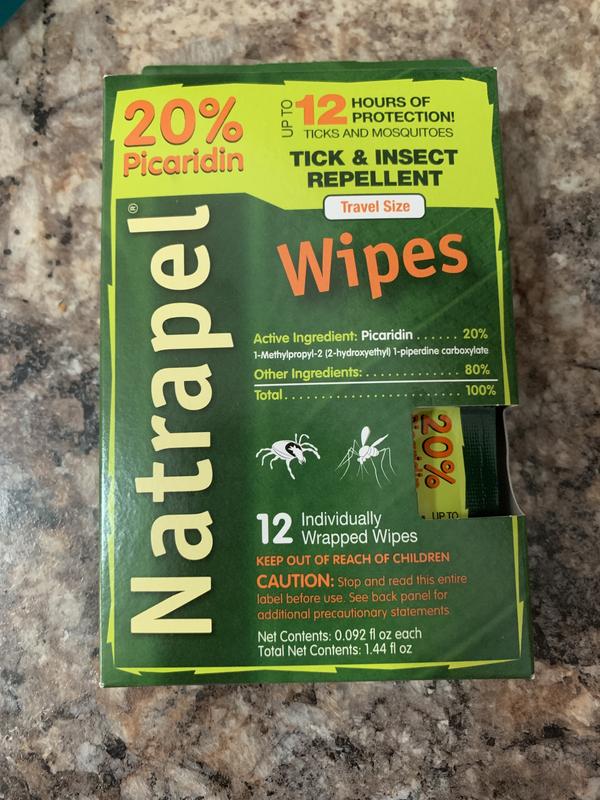 20%
Picaridin
UP TO
12 HOURS OF
PROTECTION!
TICKS AND MOSQUITOES
TICK & INSECT
REPELLENT
Travel Size
Natrapel®
Wipes
Active Ingredient: Picaridin . . . . . . 20%
1-Methylpropyl-2 (2-hydroxyethyl) 1-piperdine carboxylate
Other Ingredients: . . . . . . . . . . . . 80%
Total . . . . . . . . . . . . . . . . . . . . . 100%
20%
UP TO
12 Individually
Wrapped Wipes
KEEP OUT OF REACH OF CHILDREN
CAUTION: Stop and read this entire
label before use. See back panel for
additional precautionary statements.
Net Contents: 0.092 fl oz each
Total Net Contents: 1.44 fl oz